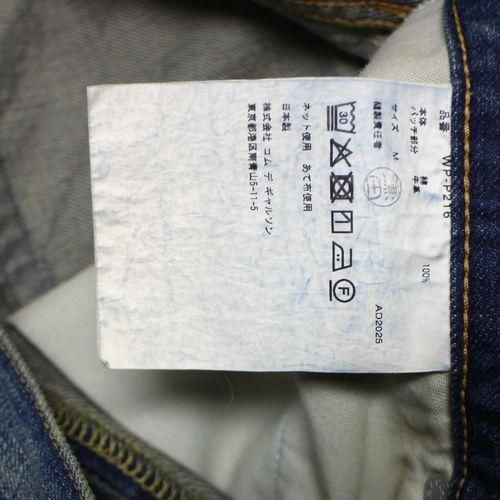 品番 WP-P216
本体 綿 100%
パッチ部分 牛革
サイズ M
縫製責任者
30
F
AD2025
ネット使用 あて布使用
日本製
株式会社 コム デ ギャルソン
東京都港区南青山5-11-5